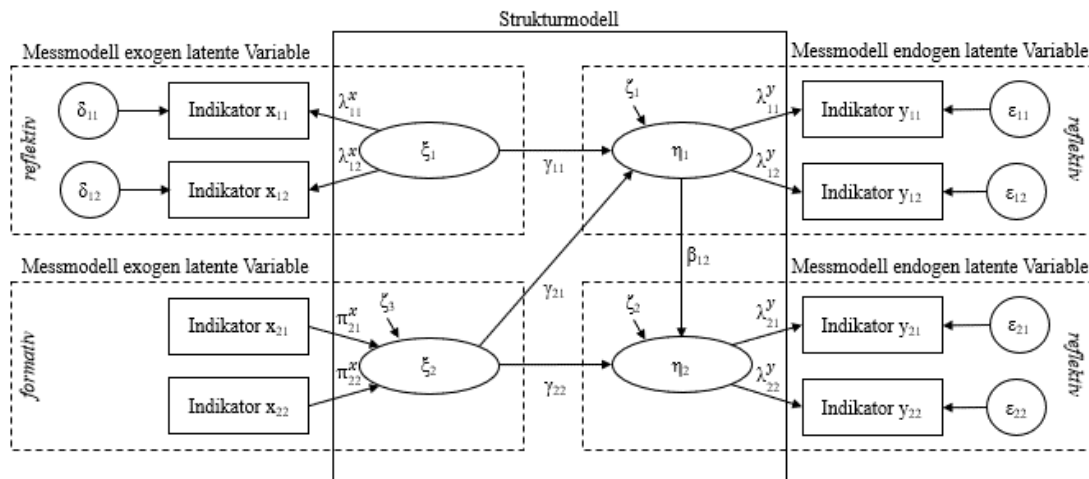 Strukturmodell
Messmodell exogen latente Variable
Messmodell endogen latente Variable
reflektiv
δ₁₁
Indikator x₁₁
λˣ₁₁
δ₁₂
Indikator x₁₂
λˣ₁₂
ξ₁
γ₁₁
ζ₁
η₁
λʸ₁₁
Indikator y₁₁
ε₁₁
λʸ₁₂
Indikator y₁₂
ε₁₂
reflektiv
β₁₂
γ₂₁
Messmodell exogen latente Variable
Messmodell endogen latente Variable
formativ
Indikator x₂₁
πˣ₂₁
Indikator x₂₂
πˣ₂₂
ζ₃
ξ₂
γ₂₂
ζ₂
η₂
λʸ₂₁
Indikator y₂₁
ε₂₁
λʸ₂₂
Indikator y₂₂
ε₂₂
reflektiv